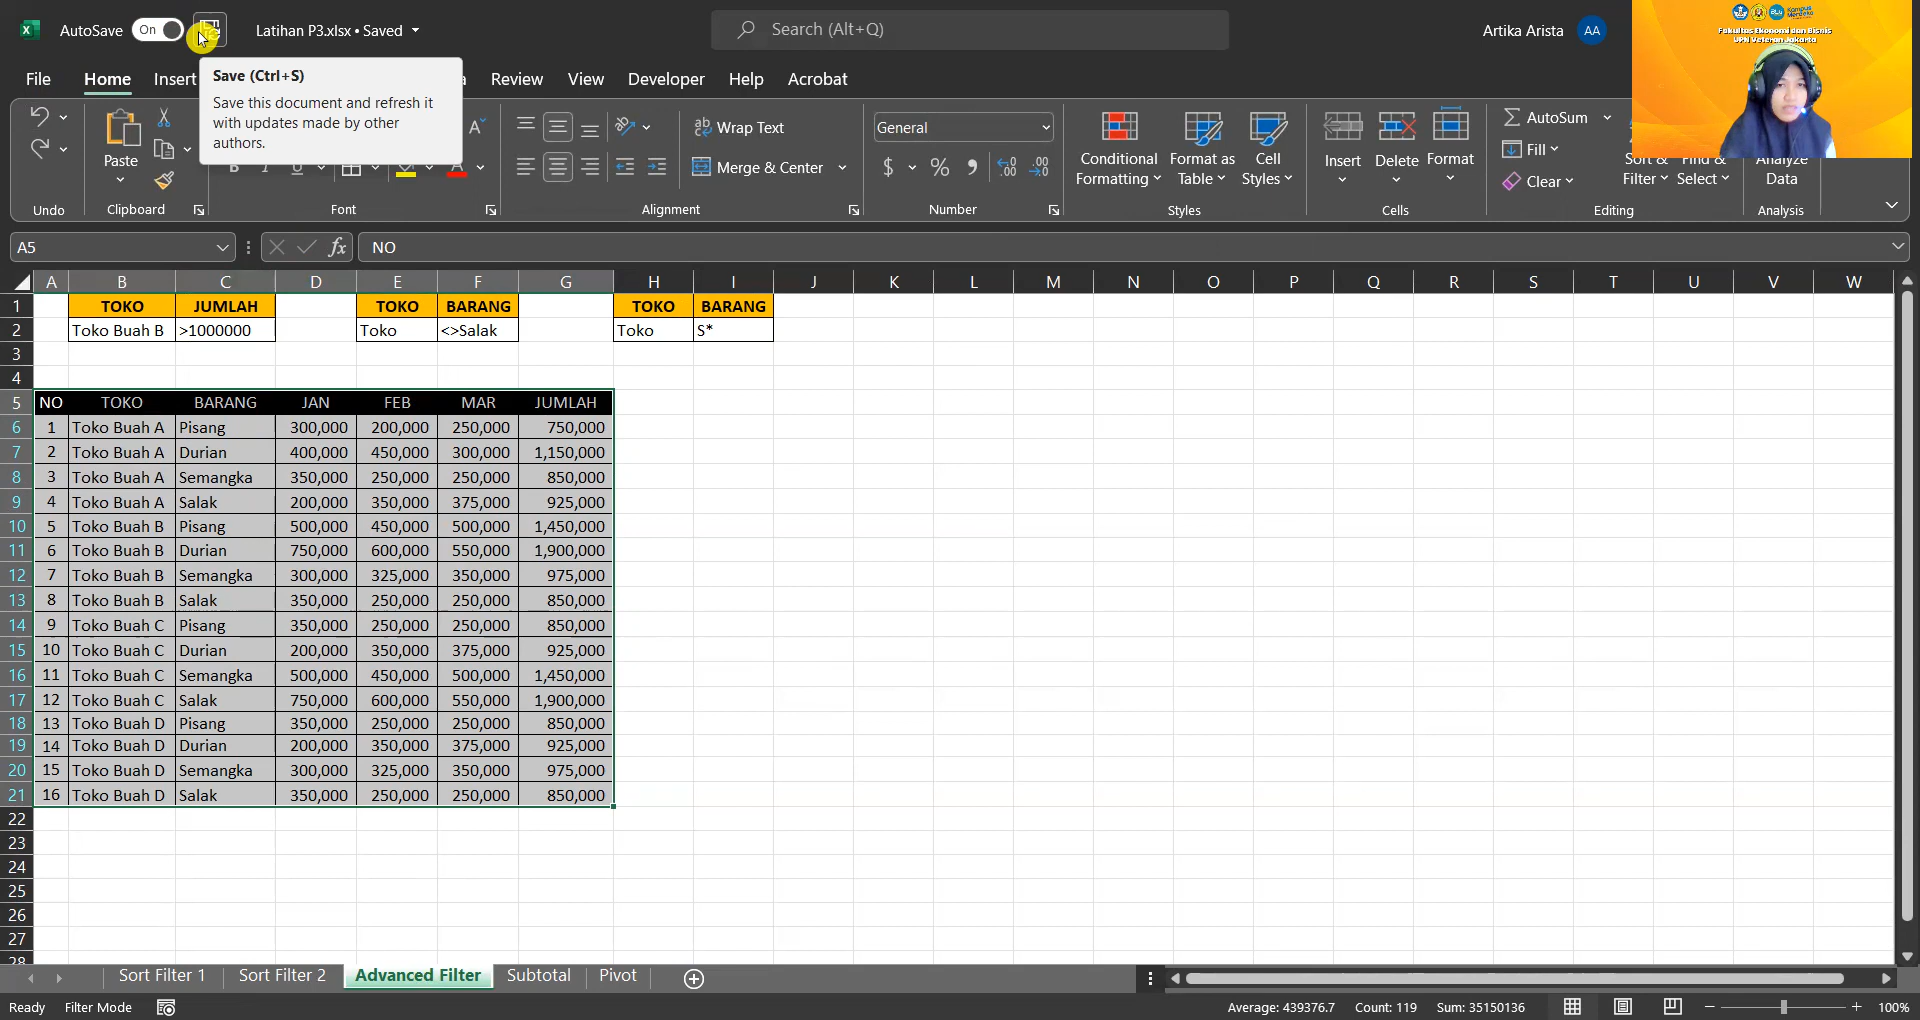 AutoSave On Latihan P3.xlsx • Saved Search (Alt+Q) Artika Arista AA
Kampus Merdeka
Fakultas Ekonomi dan Bisnis
UPN Veteran Jakarta
File Home Insert a Review View Developer Help Acrobat
Save (Ctrl+S)
Save this document and refresh it
with updates made by other
authors.
Paste
Wrap Text
Merge & Center
General
$ % 9
Conditional Formatting
Format as Table
Cell Styles
Insert Delete Format
AutoSum
Fill
Clear
Sort & Filter
Find & Select
Analyze Data
Undo Clipboard Font Alignment Number Styles Cells Editing Analysis
A5 fx NO
A B C D E F G H I J K L M N O P Q R S T U V W
1 TOKO JUMLAH TOKO BARANG TOKO BARANG
2 Toko Buah B >1000000 Toko <>Salak Toko S*
3
4
5 NO TOKO BARANG JAN FEB MAR JUMLAH
6 1 Toko Buah A Pisang 300,000 200,000 250,000 750,000
7 2 Toko Buah A Durian 400,000 450,000 300,000 1,150,000
8 3 Toko Buah A Semangka 350,000 250,000 250,000 850,000
9 4 Toko Buah A Salak 200,000 350,000 375,000 925,000
10 5 Toko Buah B Pisang 500,000 450,000 500,000 1,450,000
11 6 Toko Buah B Durian 750,000 600,000 550,000 1,900,000
12 7 Toko Buah B Semangka 300,000 325,000 350,000 975,000
13 8 Toko Buah B Salak 350,000 250,000 250,000 850,000
14 9 Toko Buah C Pisang 350,000 250,000 250,000 850,000
15 10 Toko Buah C Durian 200,000 350,000 375,000 925,000
16 11 Toko Buah C Semangka 500,000 450,000 500,000 1,450,000
17 12 Toko Buah C Salak 750,000 600,000 550,000 1,900,000
18 13 Toko Buah D Pisang 350,000 250,000 250,000 850,000
19 14 Toko Buah D Durian 200,000 350,000 375,000 925,000
20 15 Toko Buah D Semangka 300,000 325,000 350,000 975,000
21 16 Toko Buah D Salak 350,000 250,000 250,000 850,000
22
23
24
25
26
27
28
Sort Filter 1 Sort Filter 2 Advanced Filter Subtotal Pivot
Ready Filter Mode Average: 439376.7 Count: 119 Sum: 35150136 100%